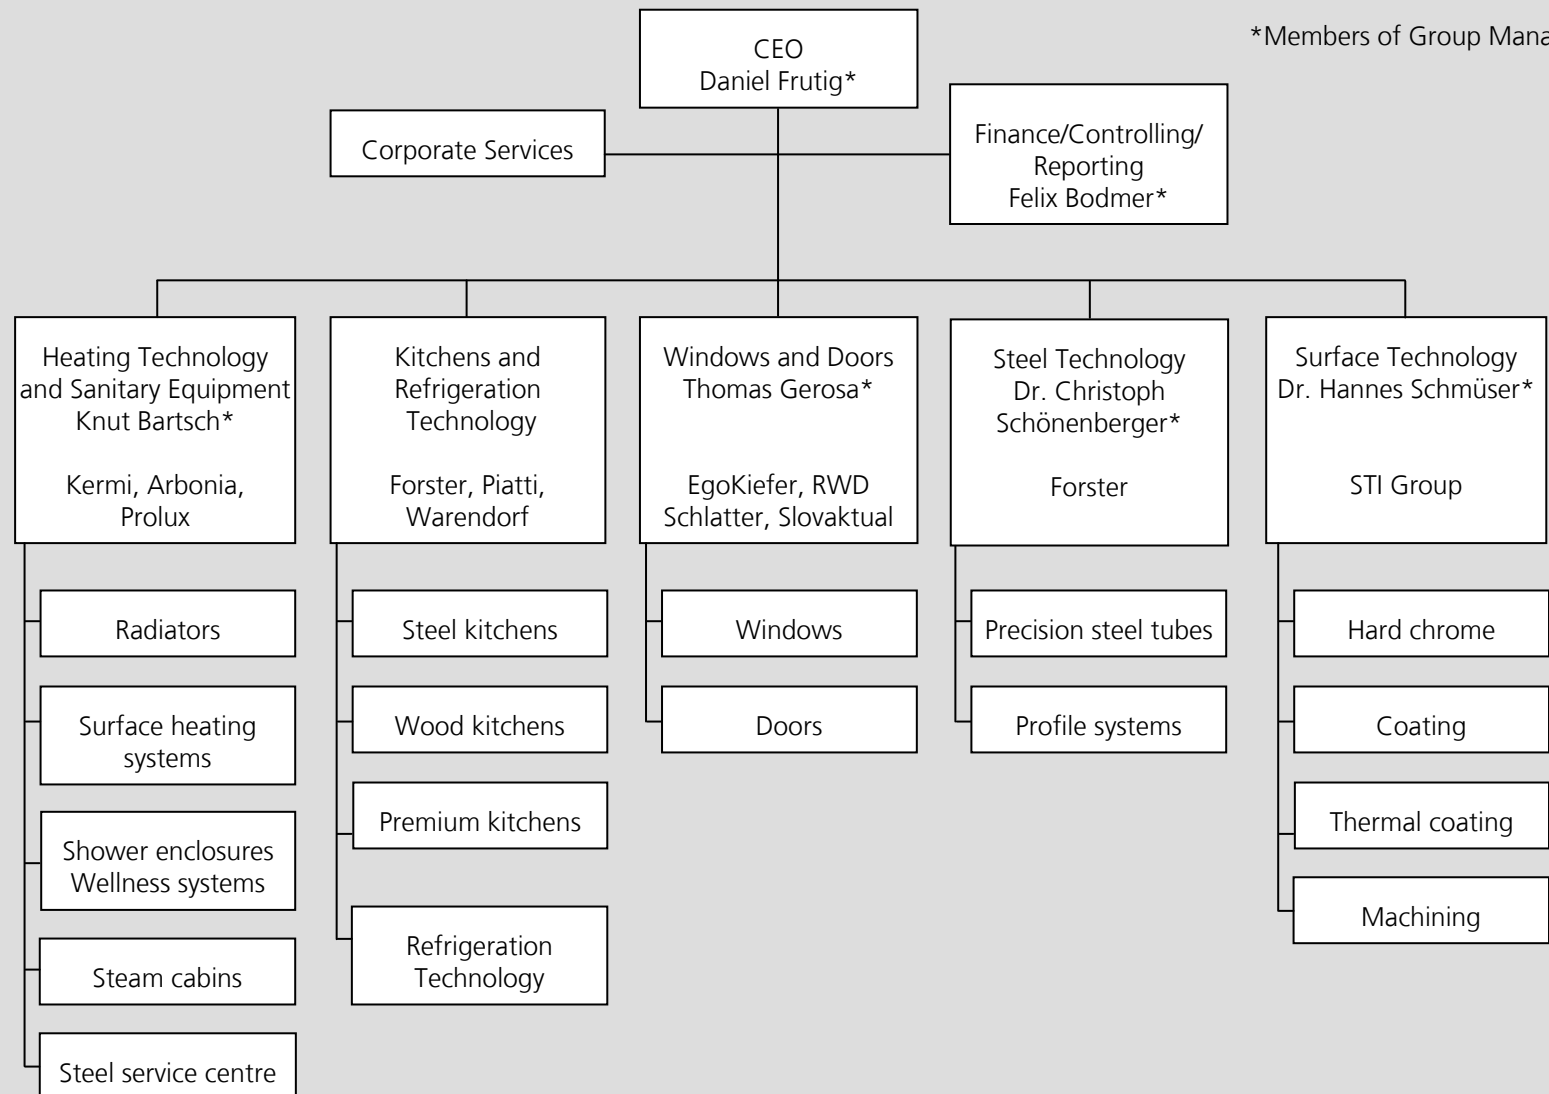 CEO
Daniel Frutig*
*Members of Group Mana
Corporate Services
Finance/Controlling/
Reporting
Felix Bodmer*
Heating Technology
and Sanitary Equipment
Knut Bartsch*
Kermi, Arbonia,
Prolux
Kitchens and
Refrigeration
Technology
Forster, Piatti,
Warendorf
Windows and Doors
Thomas Gerosa*
EgoKiefer, RWD
Schlatter, Slovaktual
Steel Technology
Dr. Christoph
Schönenberger*
Forster
Surface Technology
Dr. Hannes Schmüser*
STI Group
Radiators
Surface heating
systems
Shower enclosures
Wellness systems
Steam cabins
Steel service centre
Steel kitchens
Wood kitchens
Premium kitchens
Refrigeration
Technology
Windows
Doors
Precision steel tubes
Profile systems
Hard chrome
Coating
Thermal coating
Machining